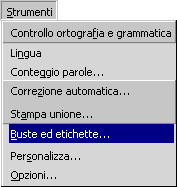 Strumenti
Controllo ortografia e grammatica
Lingua
Conteggio parole...
Correzione automatica...
Stampa unione...
Buste ed etichette...
Personalizza...
Opzioni...